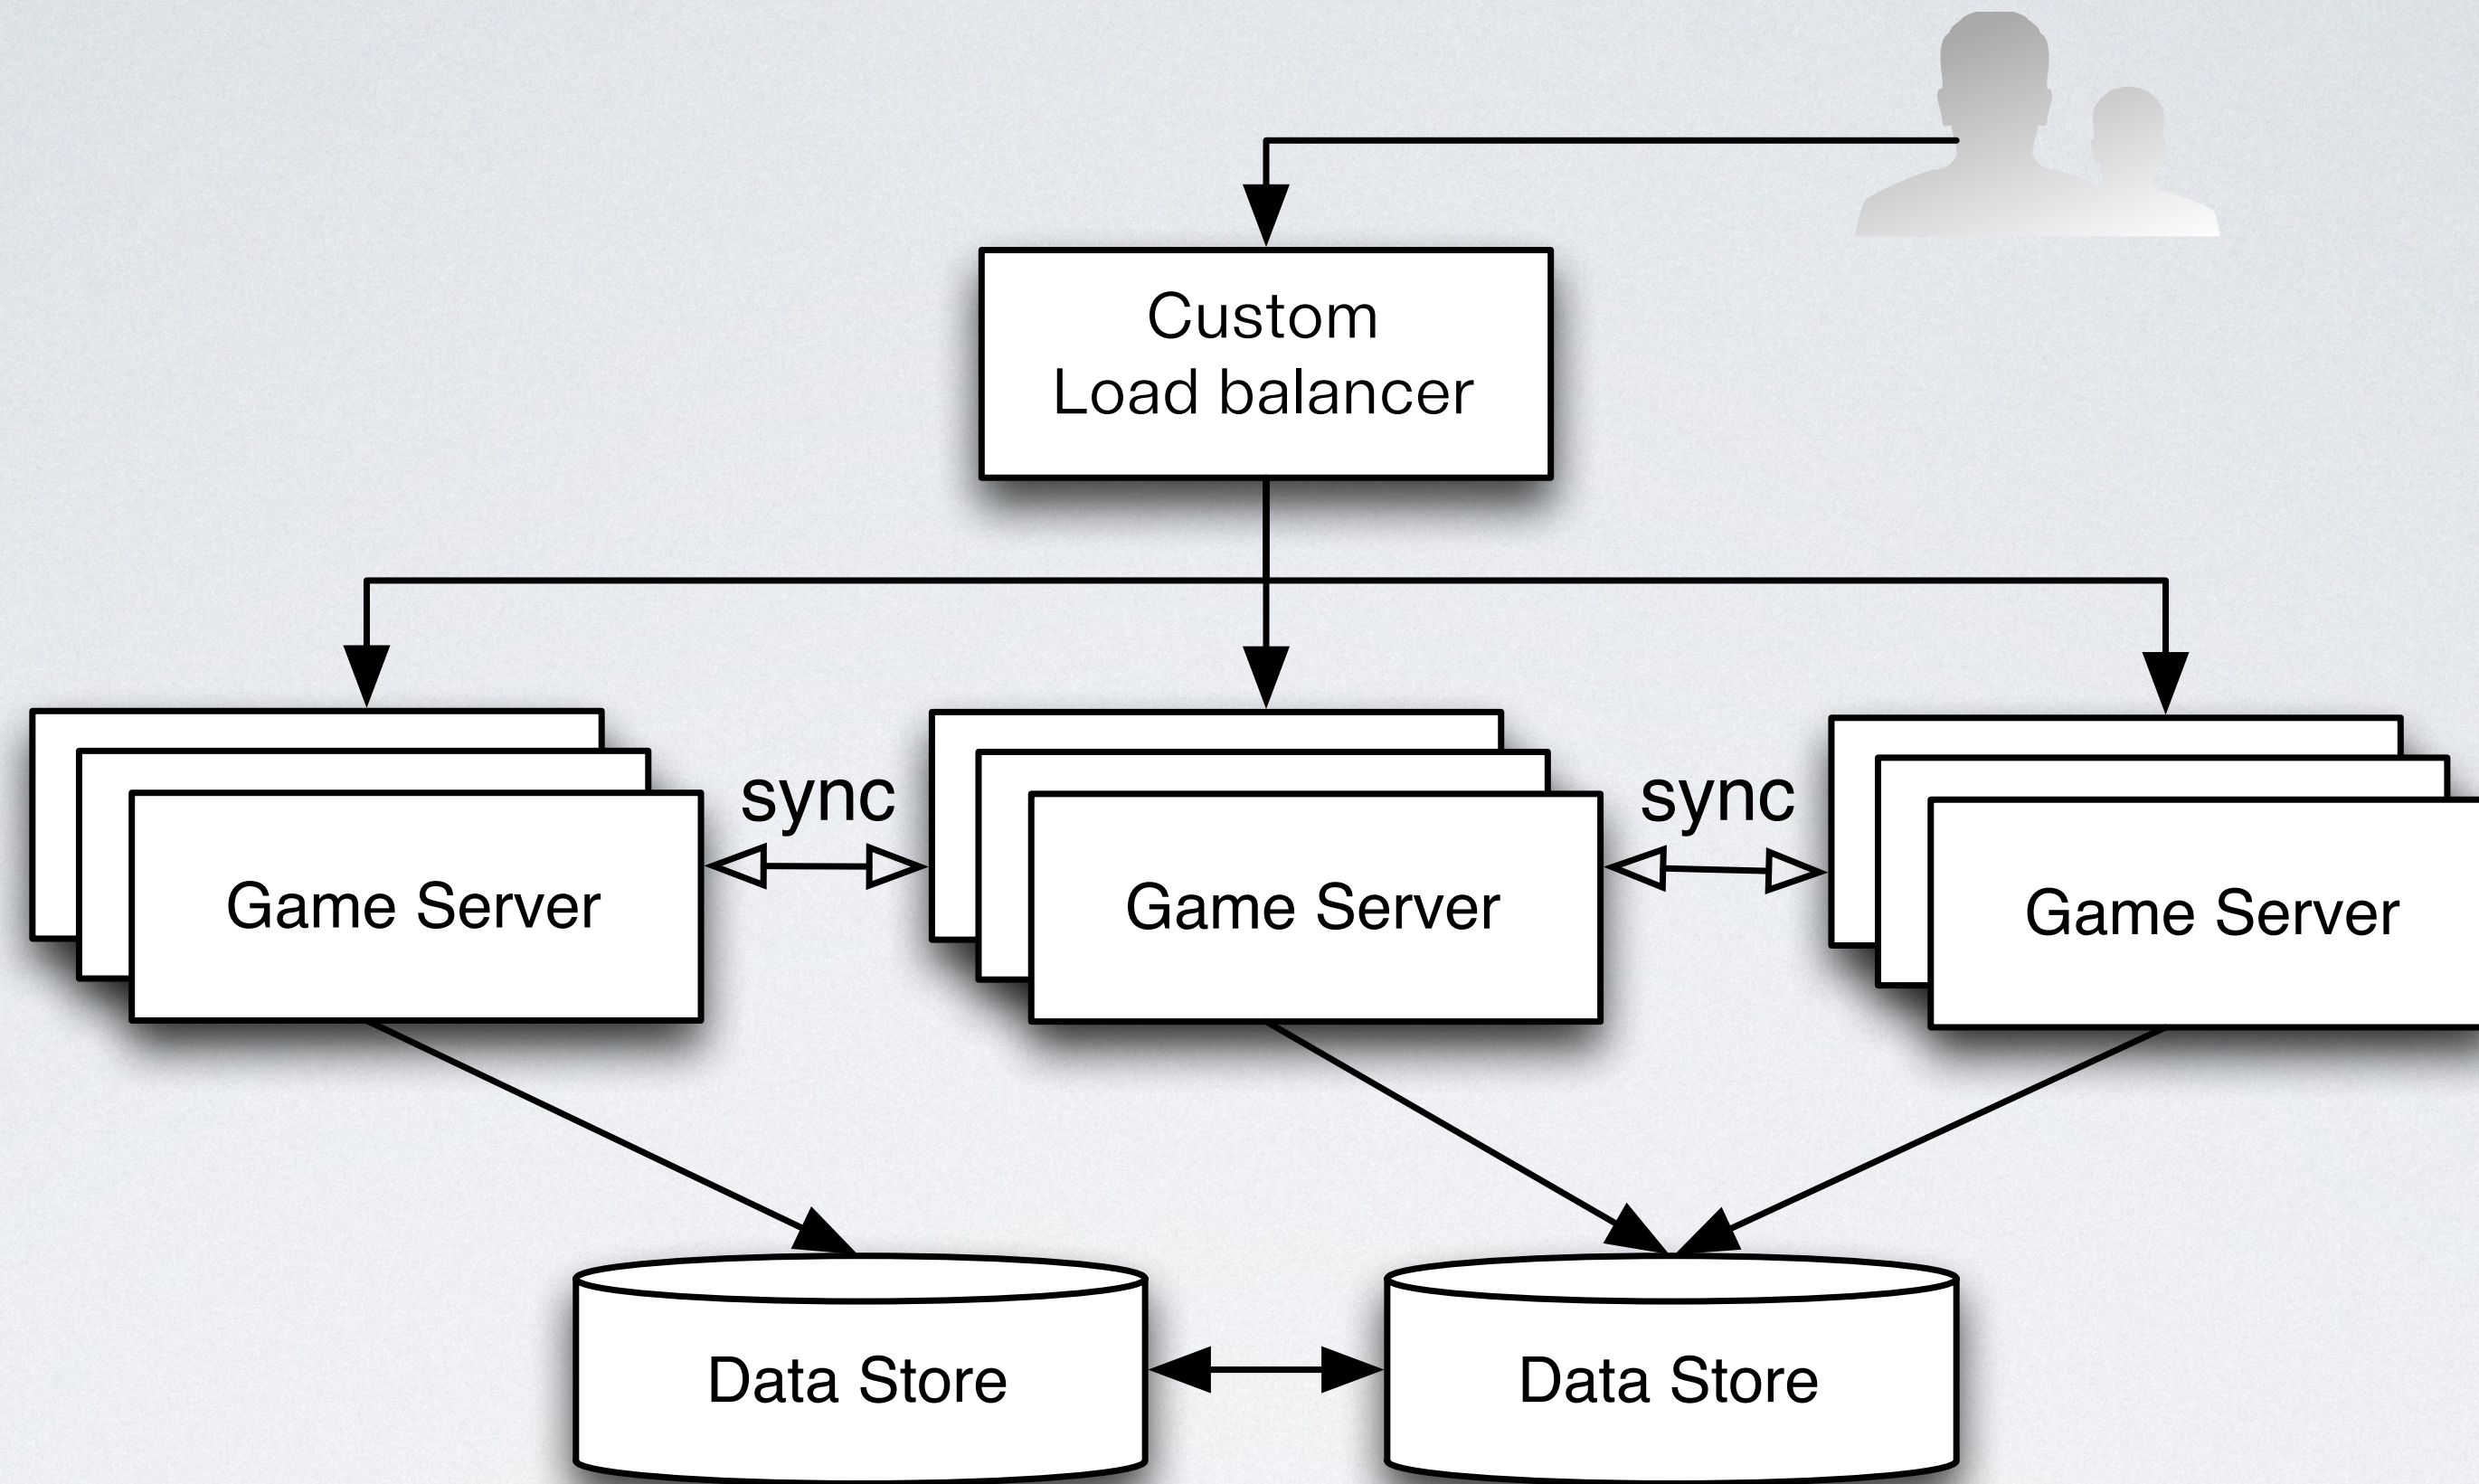 Custom
Load balancer
sync
sync
Game Server
Game Server
Game Server
Data Store
Data Store